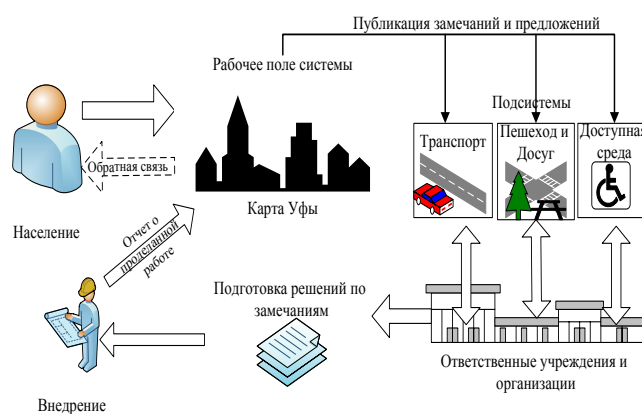 Публикация замечаний и предложений
Рабочее поле системы
Подсистемы
Транспорт
Пешеход и
Досуг
Доступная
среда
Обратная связь
Карта Уфы
Население
Отчет о
проделанной
работе
Подготовка решений по
замечаниям
Ответственные учреждения и
организации
Внедрение